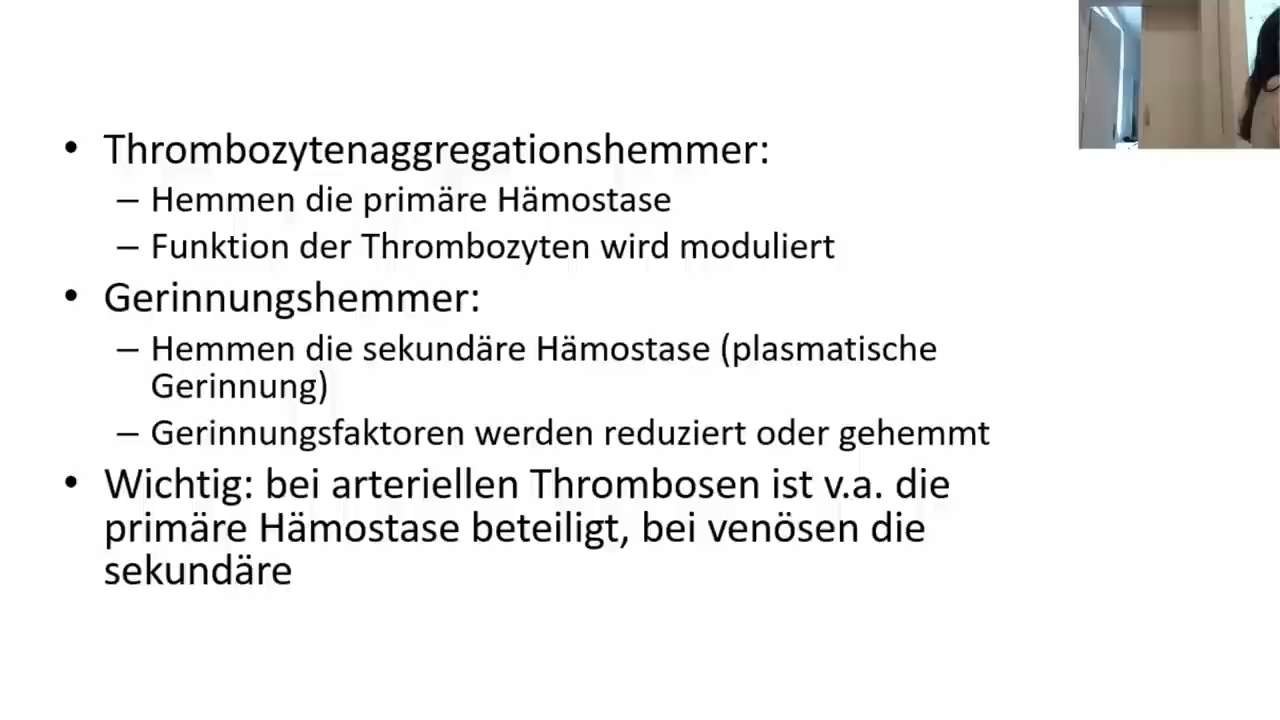 • Thrombozytenaggregationshemmer:
– Hemmen die primäre Hämostase
– Funktion der Thrombozyten wird moduliert
• Gerinnungshemmer:
– Hemmen die sekundäre Hämostase (plasmatische
Gerinnung)
– Gerinnungsfaktoren werden reduziert oder gehemmt
• Wichtig: bei arteriellen Thrombosen ist v.a. die
primäre Hämostase beteiligt, bei venösen die
sekundäre